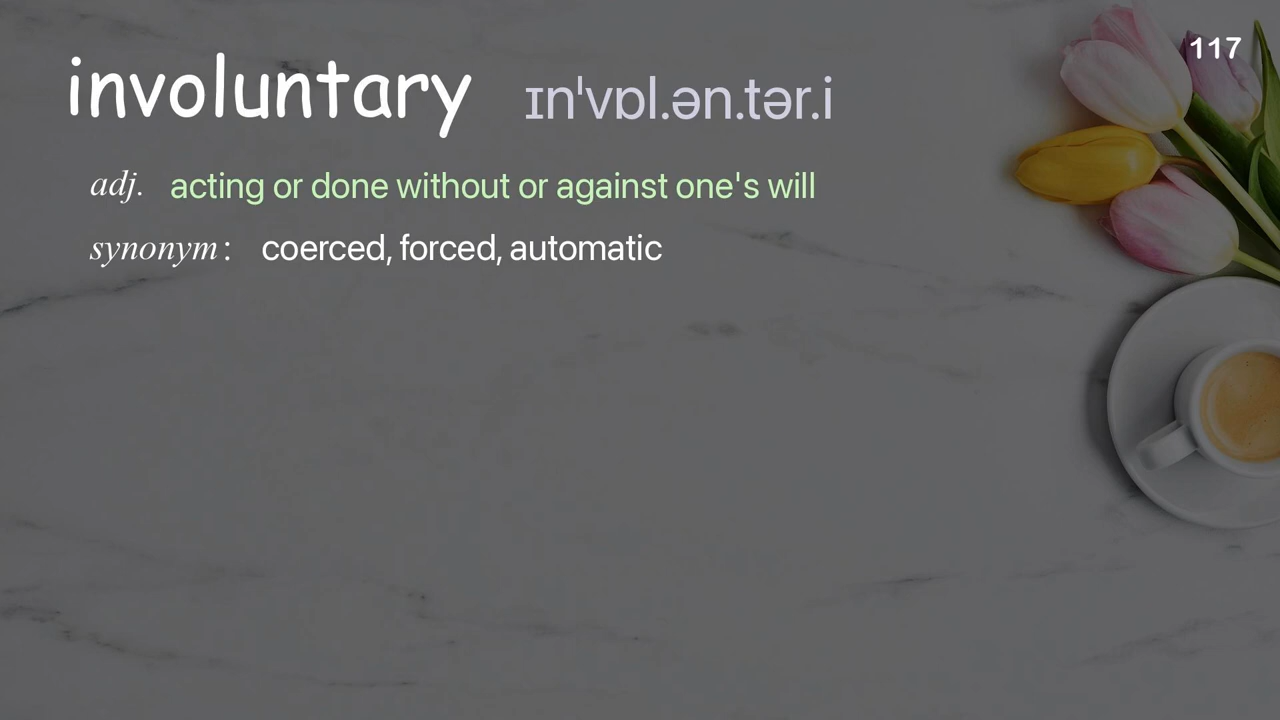 117
involuntary ɪnˈvɒl.ən.tər.i
adj. acting or done without or against one's will
synonym: coerced, forced, automatic